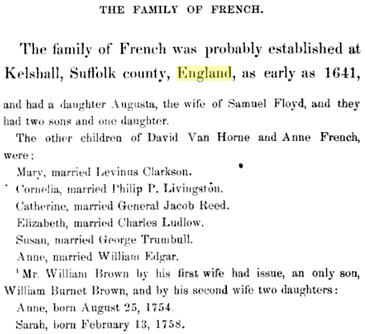 THE FAMILY OF FRENCH.
The family of French was probably established at
Kelshall, Suffolk county, England, as early as 1641,
and had a daughter Augusta, the wife of Samuel Floyd, and they
had two sons and one daughter.
The other children of David Van Horne and Anne French,
were:
Mary, married Levinus Clarkson.
Cornelia, married Philip P. Livingston.
Catherine, married General Jacob Reed.
Elizabeth, married Charles Ludlow.
Susan, married George Trumbull.
Anne, married William Edgar.
¹ Mr. William Brown by his first wife had issue, an only son,
William Burnet Brown, and by his second wife two daughters:
Anne, born August 25, 1754.
Sarah, born February 13, 1758.